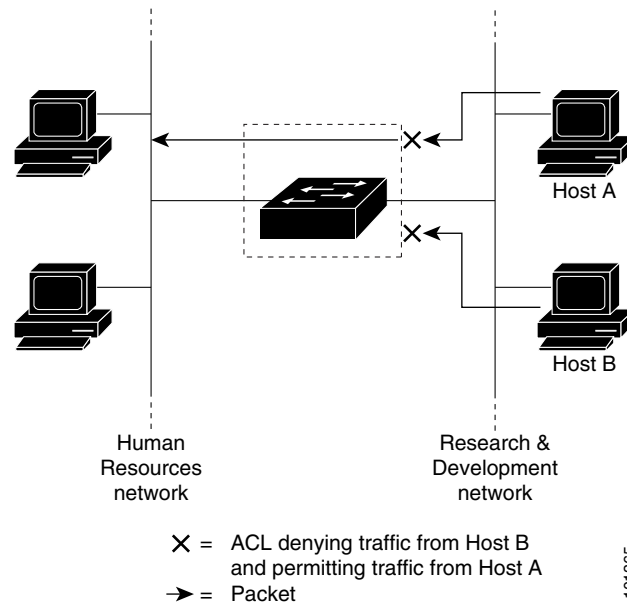 Host A
Host B
Human
Resources
network
Research &
Development
network
X = ACL denying traffic from Host B
and permitting traffic from Host A
= Packet